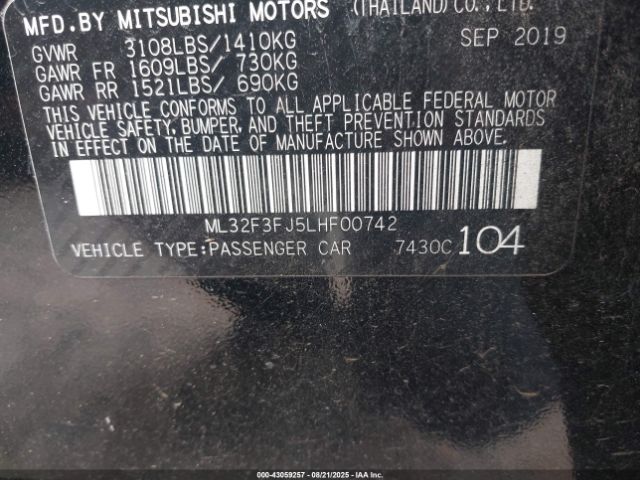 MFD.BY MITSUBISHI MOTORS (THAILAND) CO., LTD.
GVWR 3108LBS/1410KG SEP 2019
GAWR FR 1609LBS/ 730KG
GAWR RR 1521LBS/ 690KG
THIS VEHICLE CONFORMS TO ALL APPLICABLE FEDERAL MOTOR
VEHICLE SAFETY, BUMPER, AND THEFT PREVENTION STANDARDS
IN EFFECT ON THE DATE OF MANUFACTURE SHOWN ABOVE.
ML32F3FJ5LHF00742
VEHICLE TYPE:PASSENGER CAR 7430C 104
000-43059257 - 08/21/2025 - IAAI.COM